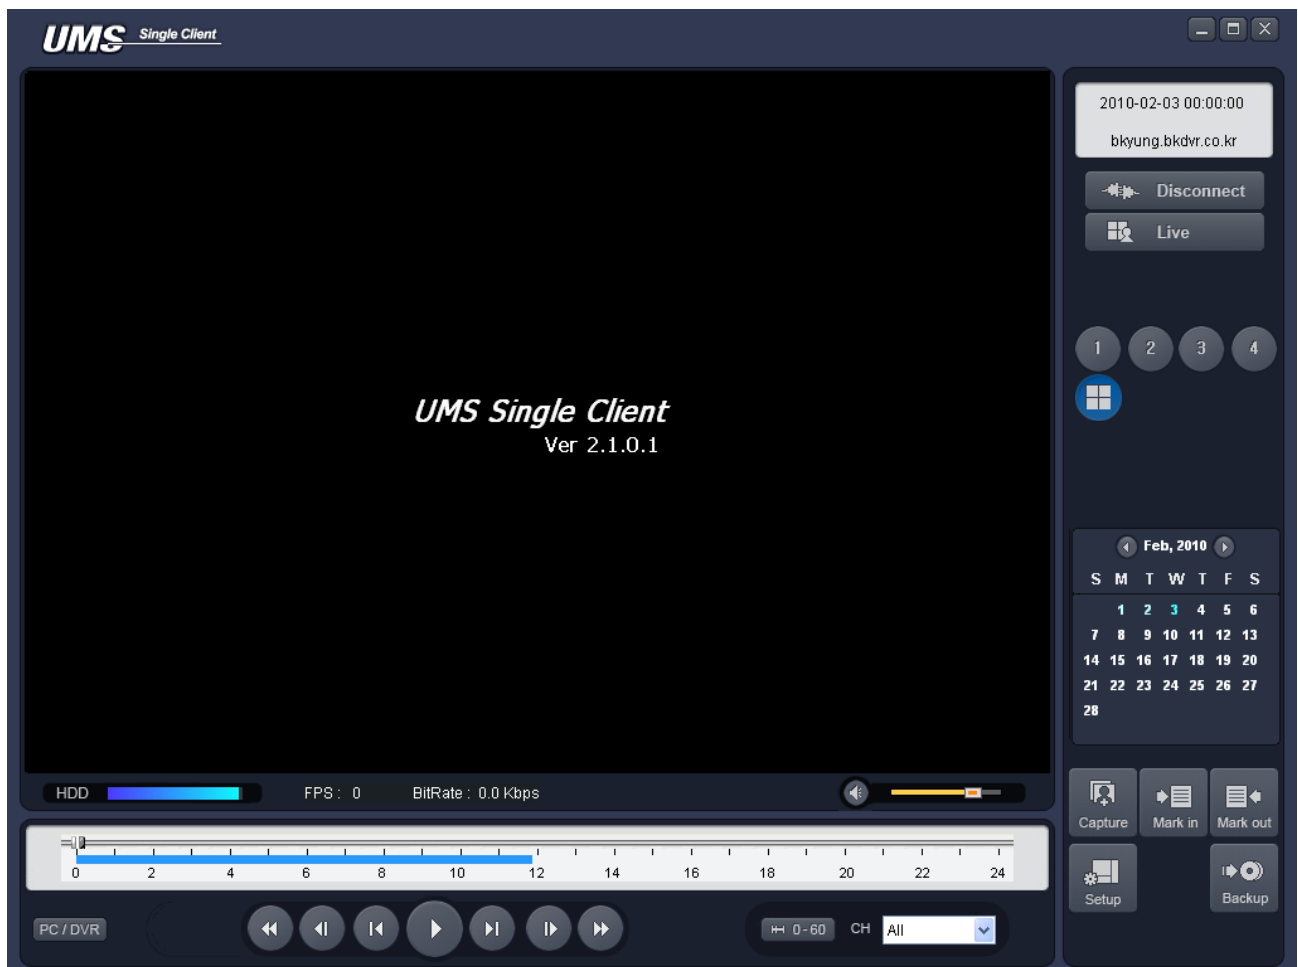 UMS Single Client
2010-02-03 00:00:00
bkyung.bkdvr.co.kr
Disconnect
Live
1 2 3 4
UMS Single Client
Ver 2.1.0.1
Feb, 2010
S M T W T F S
1 2 3 4 5 6
7 8 9 10 11 12 13
14 15 16 17 18 19 20
21 22 23 24 25 26 27
28
HDD FPS : 0 BitRate : 0.0 Kbps
Capture Mark in Mark out
0 2 4 6 8 10 12 14 16 18 20 22 24
Setup Backup
PC / DVR 0 - 60 CH All